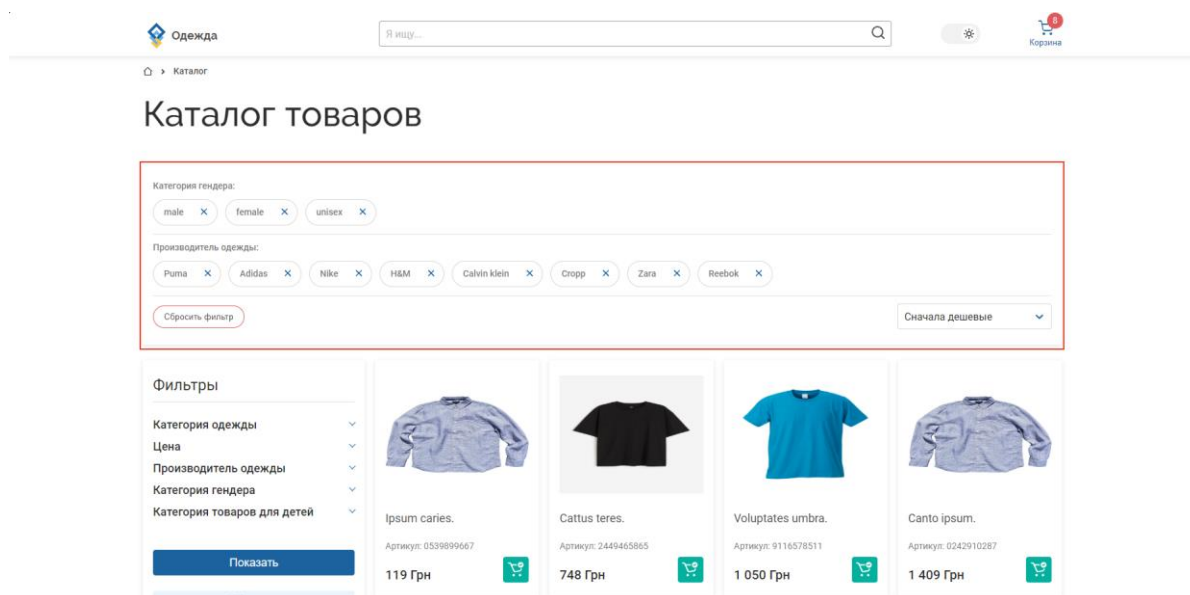 Одежда
Я ищу...
8
Корзина
Каталог
Каталог товаров
Категория гендера:
male female unisex
Производитель одежды:
Puma Adidas Nike H&M Calvin klein Cropp Zara Reebok
Сбросить фильтр
Сначала дешевые
Фильтры
Категория одежды
Цена
Производитель одежды
Категория гендера
Категория товаров для детей
Показать
Ipsum caries.
Артикул: 0539899667
119 Грн
Cattus teres.
Артикул: 2449465865
748 Грн
Voluptates umbra.
Артикул: 9116578511
1 050 Грн
Canto ipsum.
Артикул: 0242910287
1 409 Грн